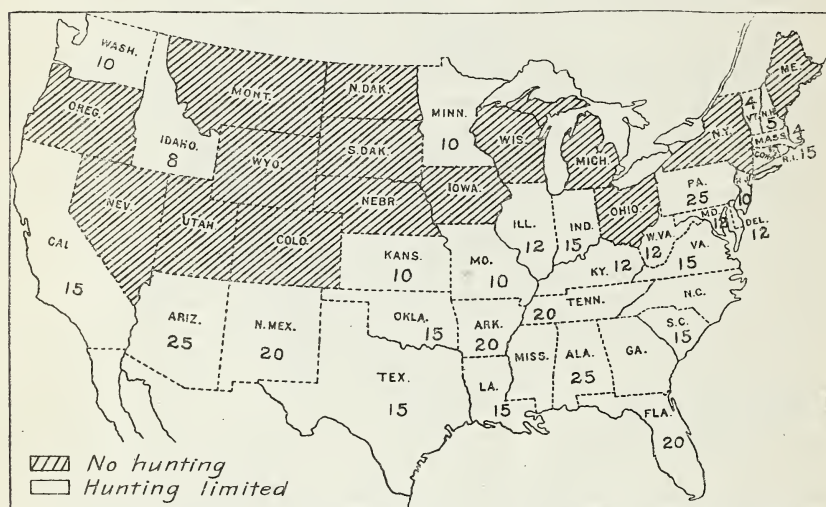 WASH.
10
MONT.
N.DAK.
MINN.
10
OREG.
IDAHO.
8
WYO.
S.DAK.
WIS.
MICH.
N.Y.
4
VT.
N.H.
5
ME.
MASS.
4
CONN.
R.I. 15
NEV.
UTAH.
COLO.
NEBR.
IOWA.
ILL.
12
IND.
15
OHIO.
PA.
25
N.J.
10
MD.
DEL.
12
W.VA.
12
VA.
15
CAL
15
KANS.
10
MO.
10
KY. 12
ARIZ.
25
N.MEX.
20
OKLA.
15
ARK.
20
TENN.
20
N.C.
S.C.
15
TEX.
15
LA.
15
MISS.
ALA.
25
GA.
FLA.
20
No hunting
Hunting limited